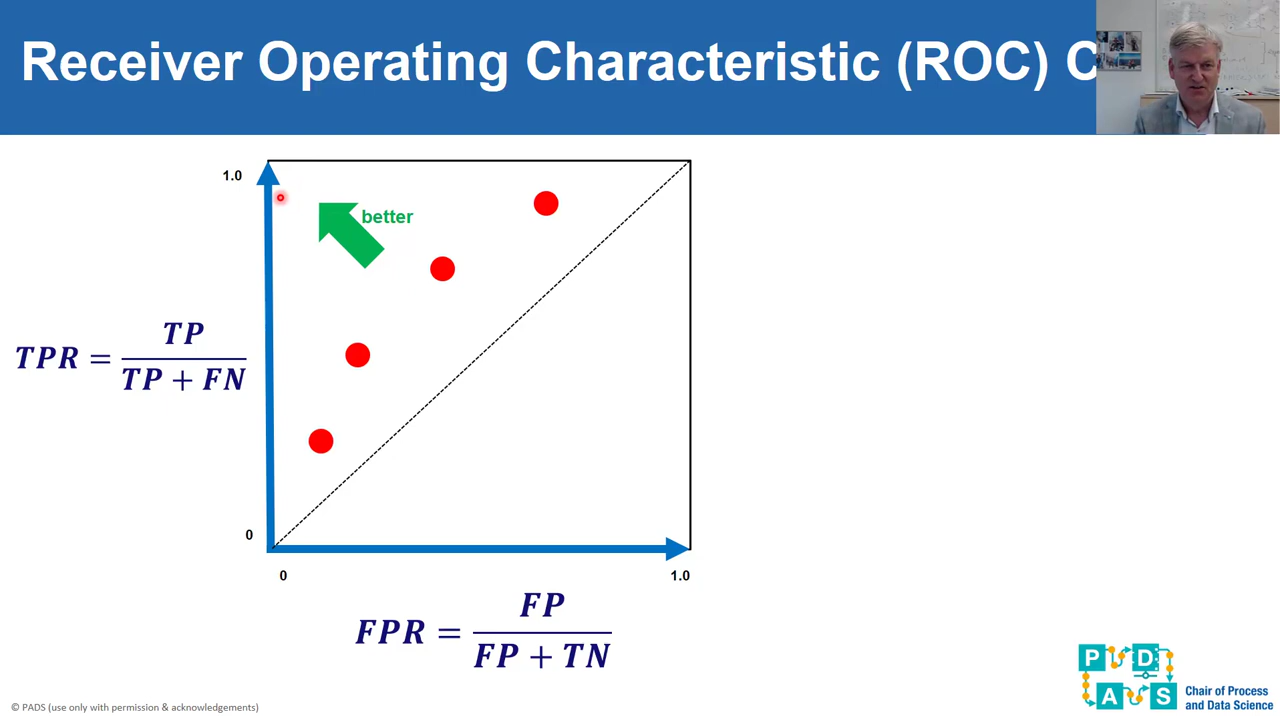 Receiver Operating Characteristic (ROC) C
1.0
better
TPR = TP / TP + FN
0
0
1.0
FPR = FP / FP + TN
P D
A S
Chair of Process
and Data Science
© PADS (use only with permission & acknowledgements)